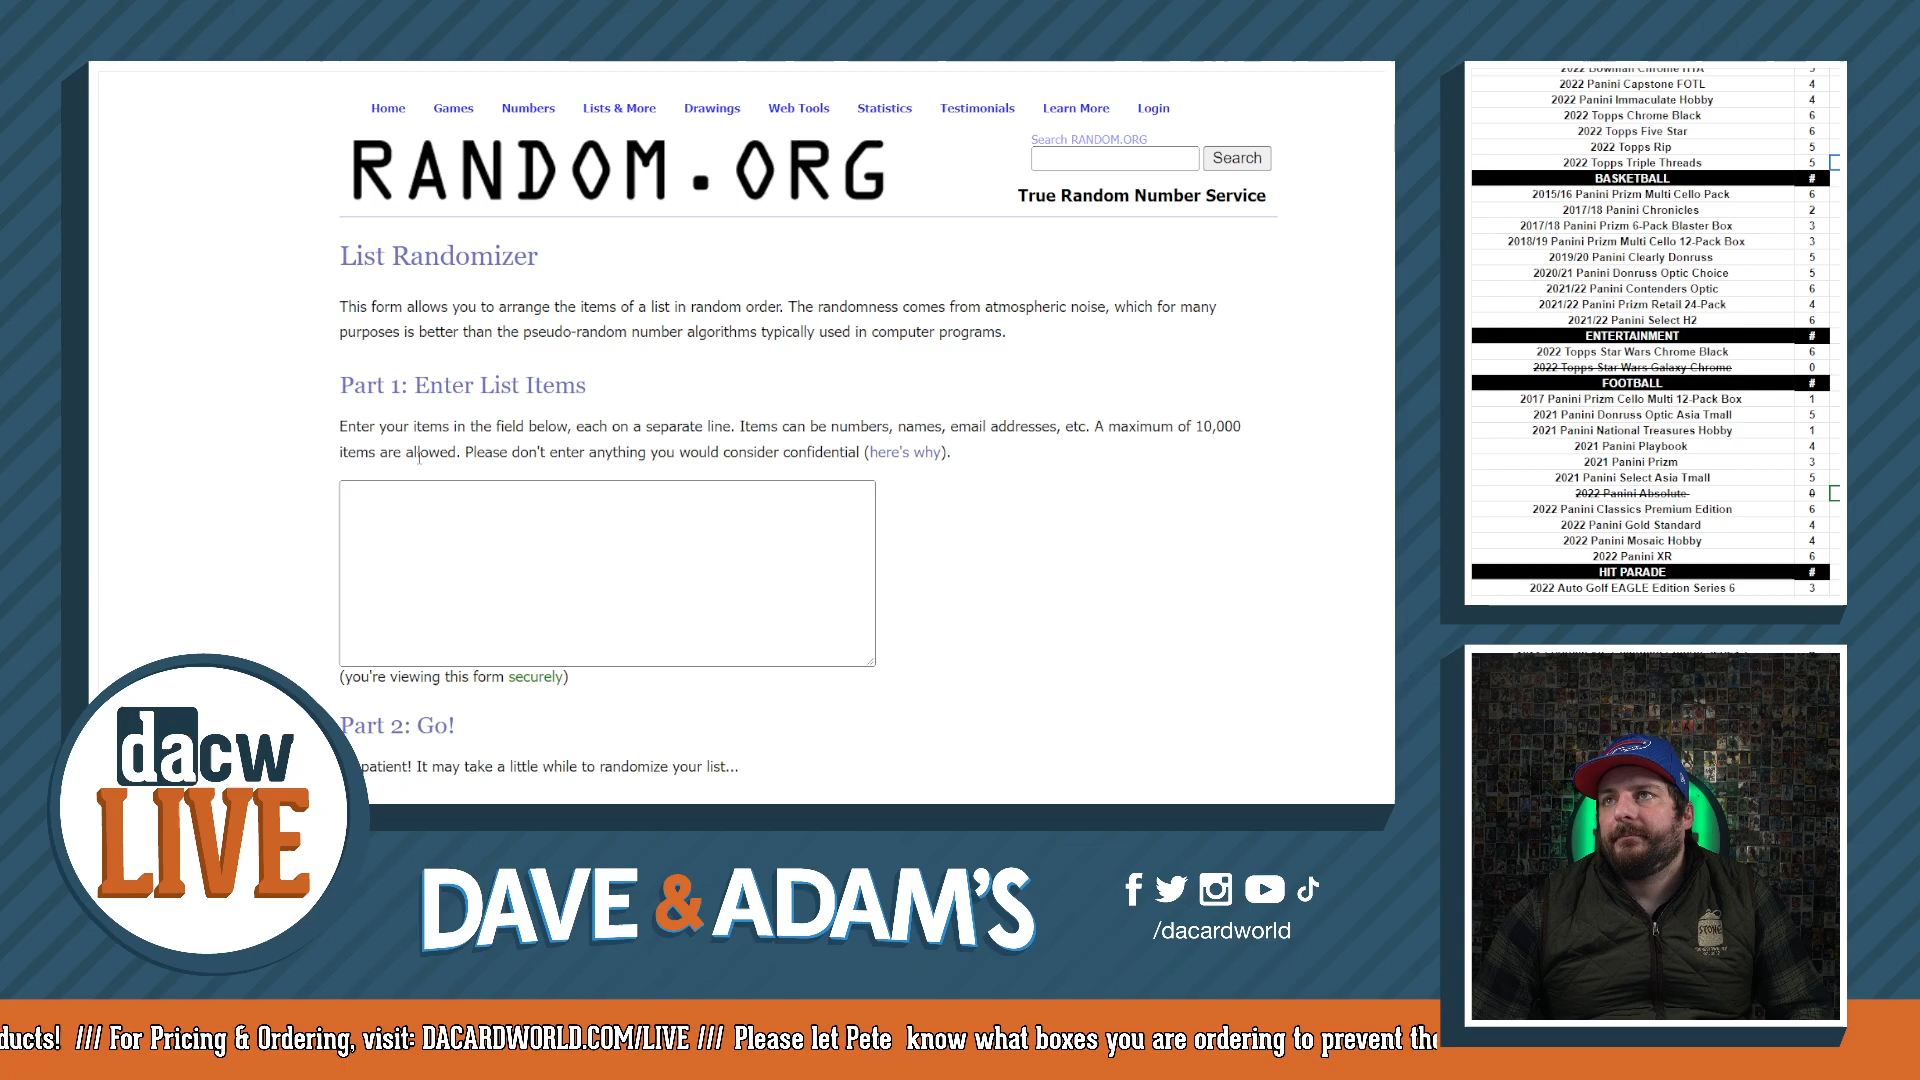 Home Games Numbers Lists & More Drawings Web Tools Statistics Testimonials Learn More Login
RANDOM.ORG
Search RANDOM.ORG
Search
True Random Number Service
List Randomizer
This form allows you to arrange the items of a list in random order. The randomness comes from atmospheric noise, which for many
purposes is better than the pseudo-random number algorithms typically used in computer programs.
Part 1: Enter List Items
Enter your items in the field below, each on a separate line. Items can be numbers, names, email addresses, etc. A maximum of 10,000
items are allowed. Please don't enter anything you would consider confidential (here's why).
(you're viewing this form securely)
Part 2: Go!
patient! It may take a little while to randomize your list...
2022 Bowman Chrome HTA 5
2022 Panini Capstone FOTL 4
2022 Panini Immaculate Hobby 4
2022 Topps Chrome Black 6
2022 Topps Five Star 6
2022 Topps Rip 5
2022 Topps Triple Threads 5
BASKETBALL #
2015/16 Panini Prizm Multi Cello Pack 6
2017/18 Panini Chronicles 2
2017/18 Panini Prizm 6-Pack Blaster Box 3
2018/19 Panini Prizm Multi Cello 12-Pack Box 3
2019/20 Panini Clearly Donruss 5
2020/21 Panini Donruss Optic Choice 5
2021/22 Panini Contenders Optic 6
2021/22 Panini Prizm Retail 24-Pack 4
2021/22 Panini Select H2 6
ENTERTAINMENT #
2022 Topps Star Wars Chrome Black 6
2022 Topps Star Wars Galaxy Chrome 0
FOOTBALL #
2017 Panini Prizm Cello Multi 12-Pack Box 1
2021 Panini Donruss Optic Asia Tmall 5
2021 Panini National Treasures Hobby 1
2021 Panini Playbook 4
2021 Panini Prizm 3
2021 Panini Select Asia Tmall 5
2022 Panini Absolute 0
2022 Panini Classics Premium Edition 6
2022 Panini Gold Standard 4
2022 Panini Mosaic Hobby 4
2022 Panini XR 6
HIT PARADE #
2022 Auto Golf EAGLE Edition Series 6 3
dacw
LIVE
DAVE & ADAM'S
/dacardworld
STONE
ducts! /// For Pricing & Ordering, visit: DACARDWORLD.COM/LIVE /// Please let Pete know what boxes you are ordering to prevent th